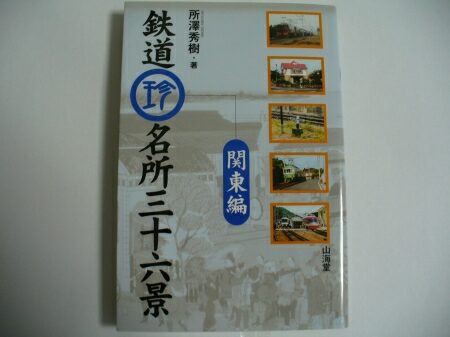 所澤秀樹・著
鉄道珍名所三十六景
関東編
山海堂